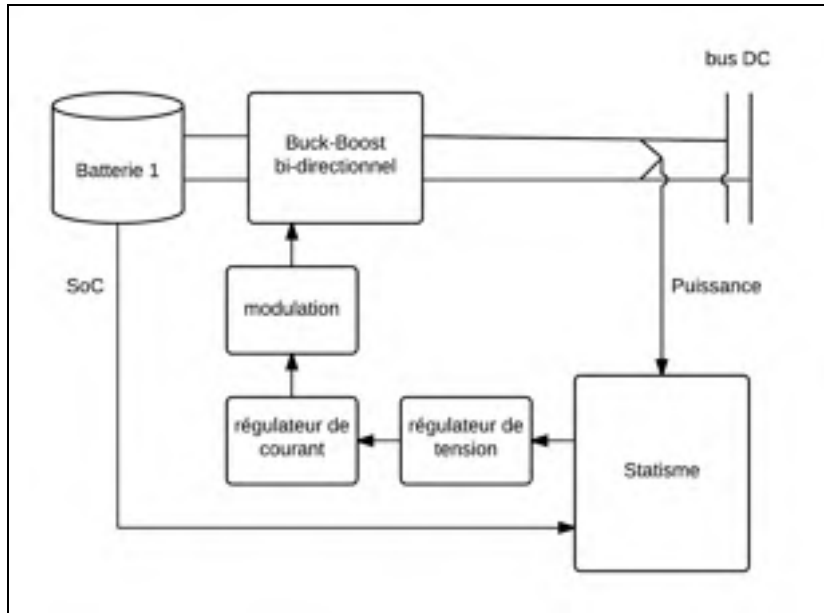 bus DC
Buck-Boost
bi-directionnel
Batterie 1
SoC
Puissance
modulation
régulateur de
courant
régulateur de
tension
Statisme